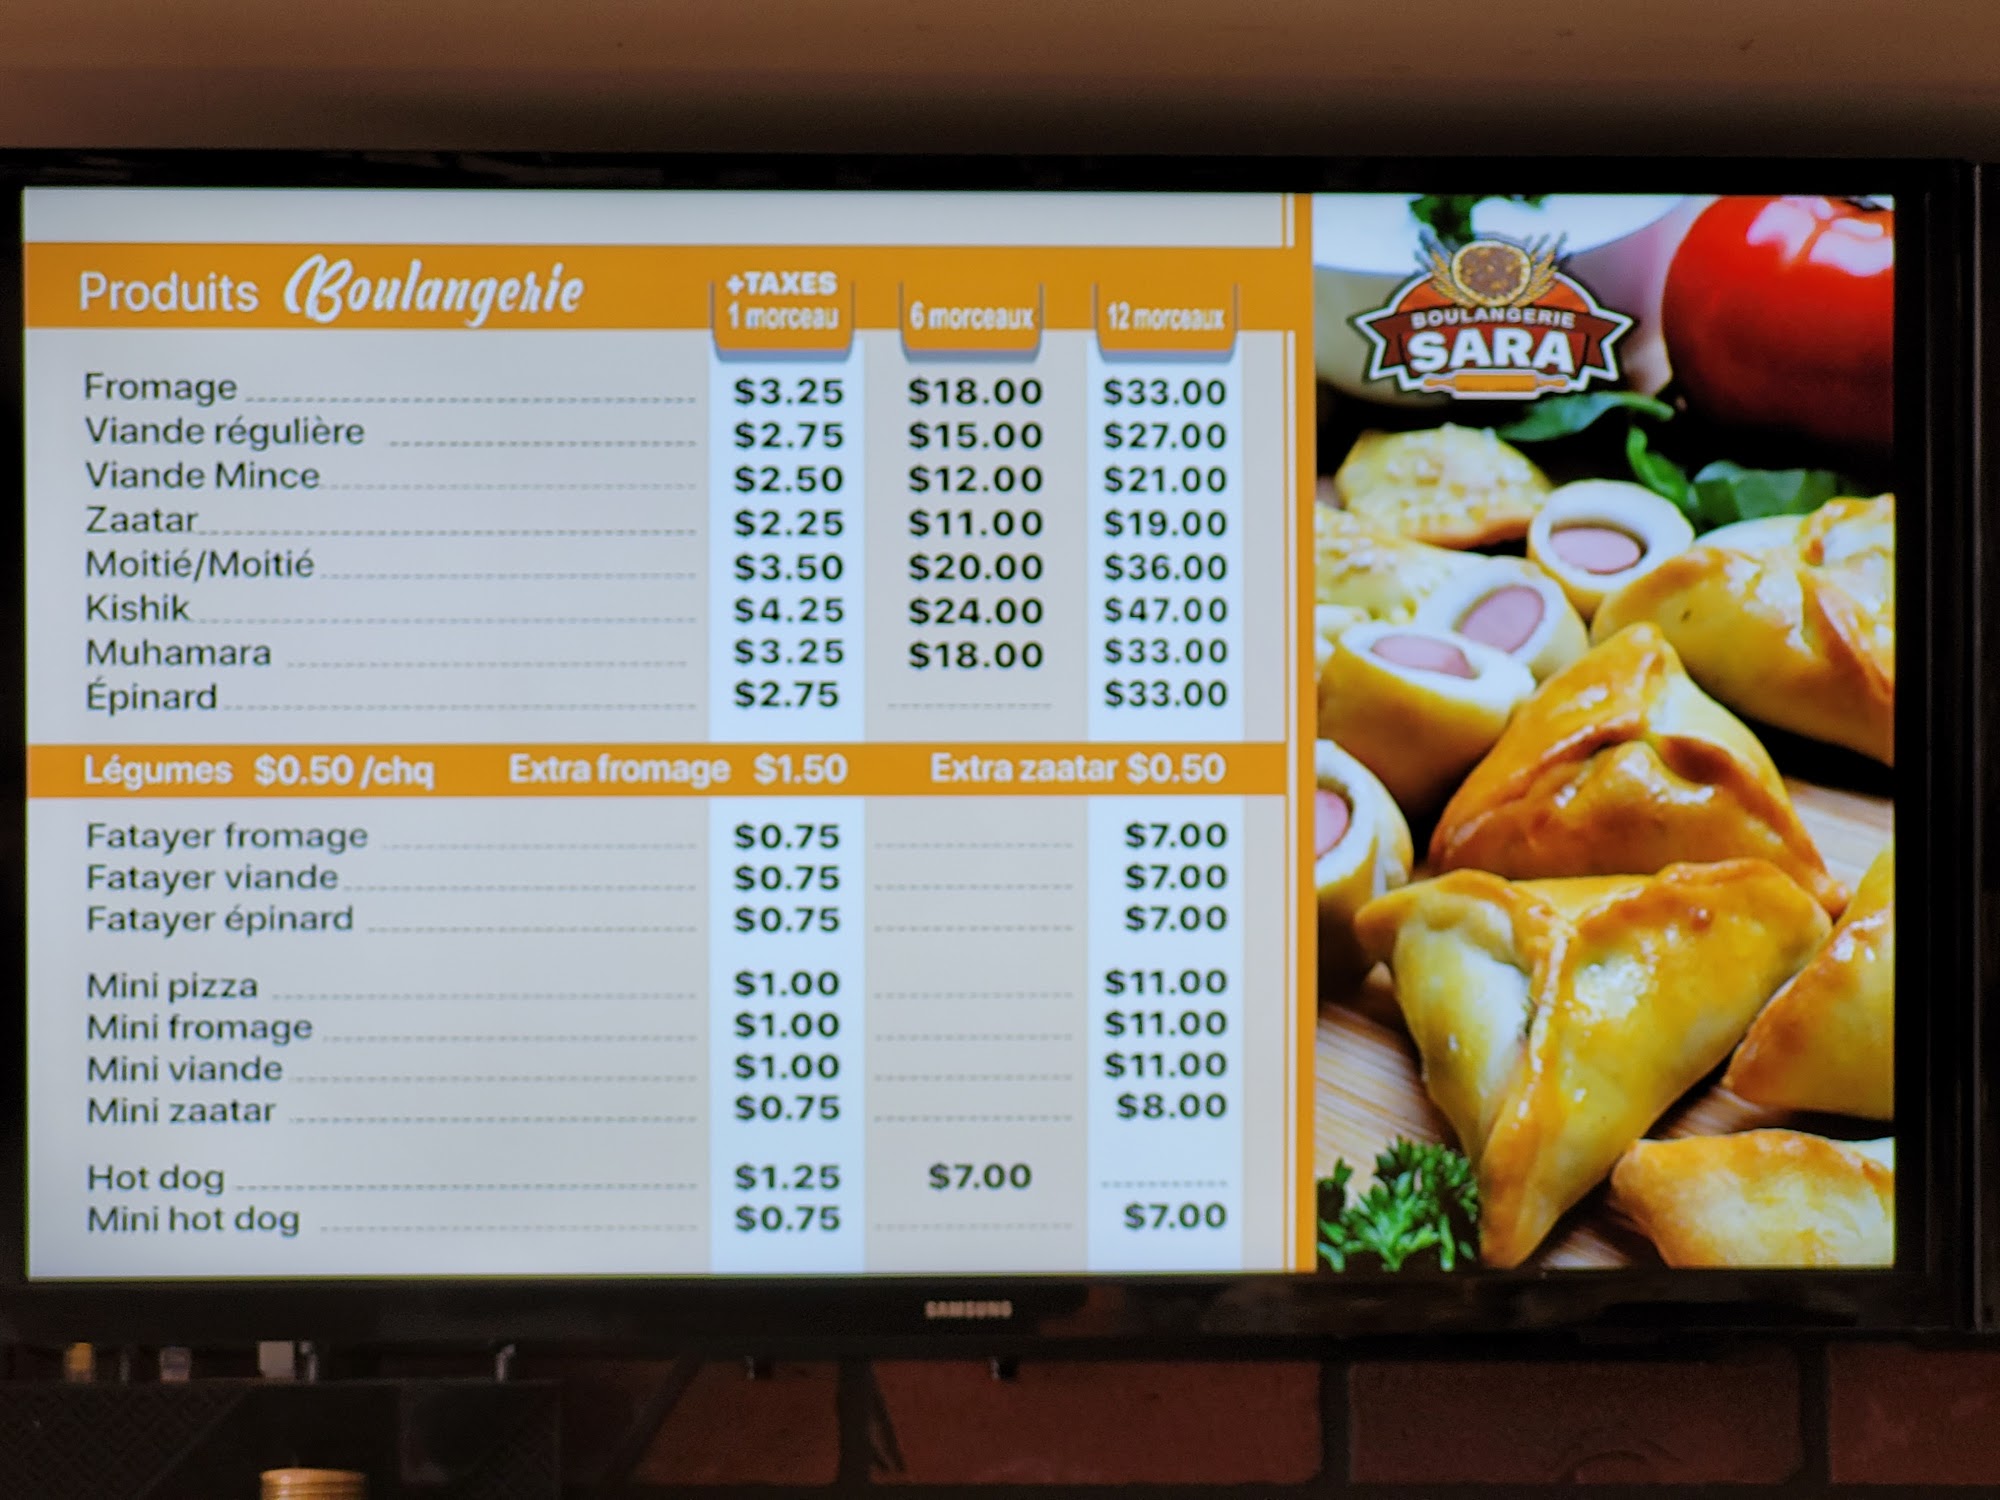 Produits Boulangerie +TAXES 1 morceau 6 morceaux 12 morceaux
Fromage $3.25 $18.00 $33.00
Viande régulière $2.75 $15.00 $27.00
Viande Mince $2.50 $12.00 $21.00
Zaatar $2.25 $11.00 $19.00
Moitié/Moitié $3.50 $20.00 $36.00
Kishik $4.25 $24.00 $47.00
Muhamara $3.25 $18.00 $33.00
Épinard $2.75 $33.00
Légumes $0.50 /chq Extra fromage $1.50 Extra zaatar $0.50
Fatayer fromage $0.75 $7.00
Fatayer viande $0.75 $7.00
Fatayer épinard $0.75 $7.00
Mini pizza $1.00 $11.00
Mini fromage $1.00 $11.00
Mini viande $1.00 $11.00
Mini zaatar $0.75 $8.00
Hot dog $1.25 $7.00
Mini hot dog $0.75 $7.00
BOULANGERIE
SARA
SAMSUNG